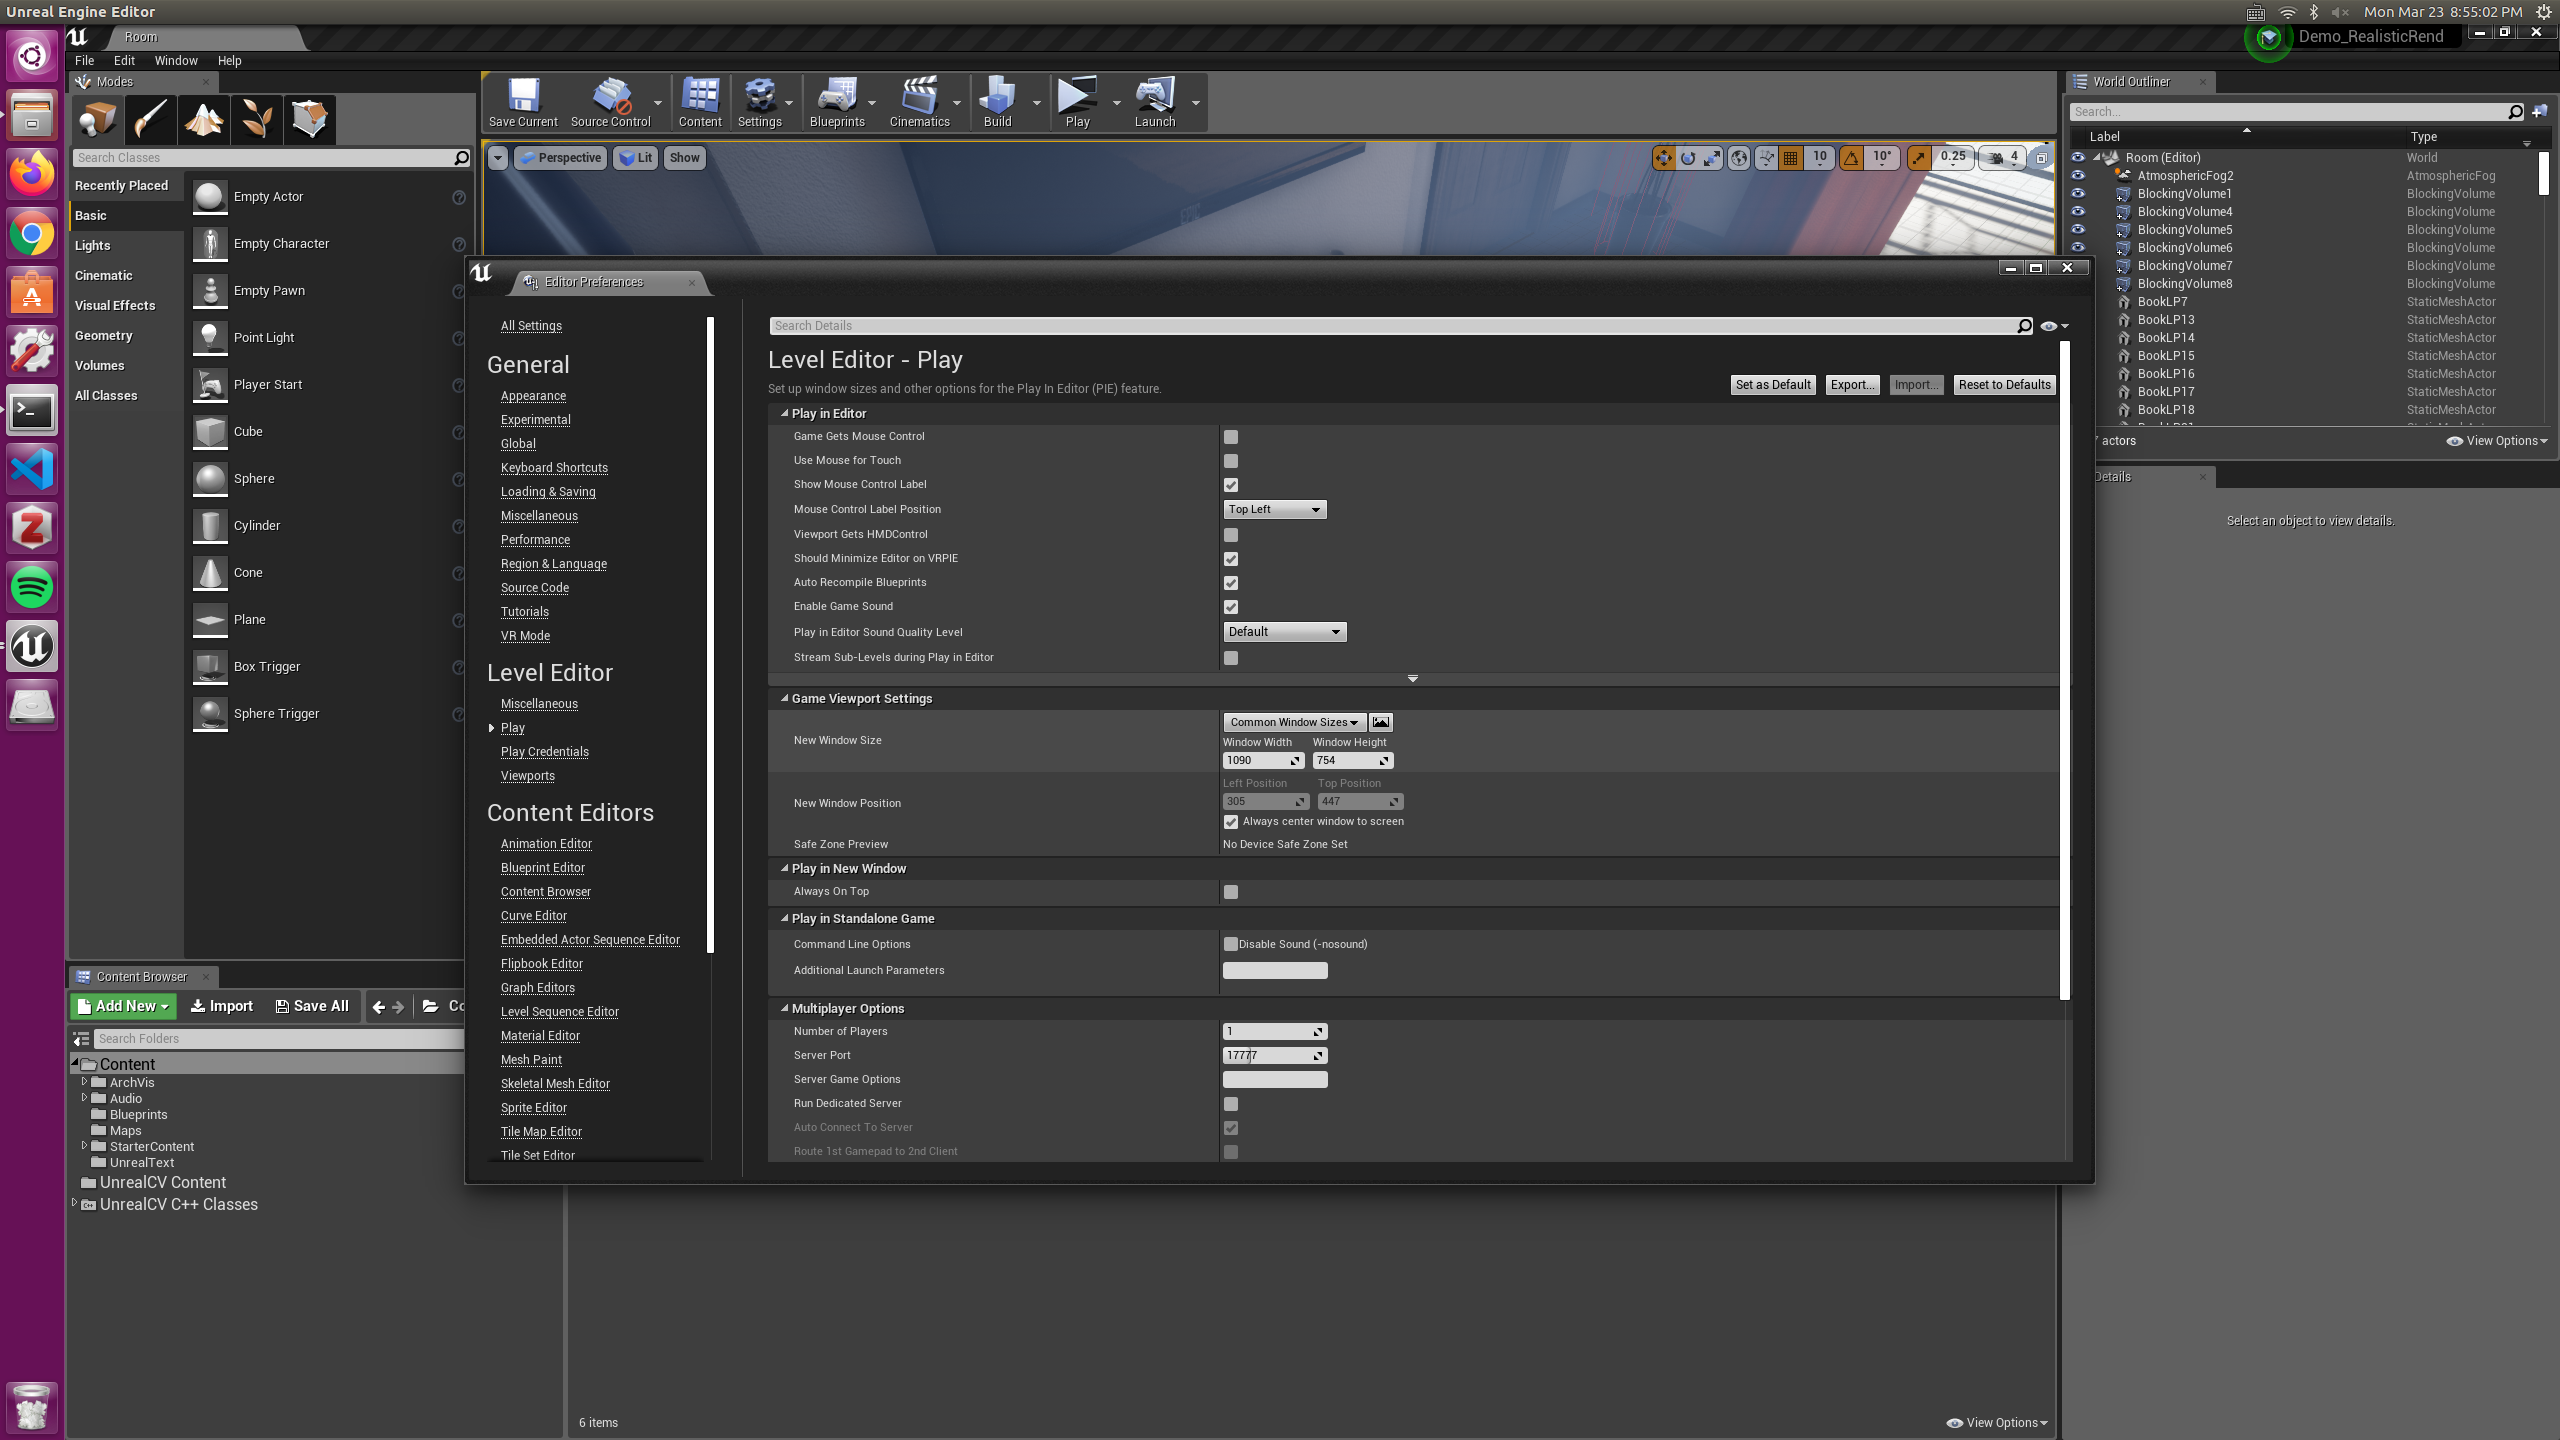 Unreal Engine Editor
Mon Mar 23 8:55:02 PM
Room
Demo_RealisticRend
File Edit Window Help
Modes
Search Classes
Recently Placed
Basic
Lights
Cinematic
Visual Effects
Geometry
Volumes
All Classes
Empty Actor
Empty Character
Empty Pawn
Point Light
Player Start
Cube
Sphere
Cylinder
Cone
Plane
Box Trigger
Sphere Trigger
Save Current Source Control Content Settings Blueprints Cinematics Build Play Launch
Perspective Lit Show
10 10° 0.25 4
World Outliner
Search...
Label Type
Room (Editor) World
AtmosphericFog2 AtmosphericFog
BlockingVolume1 BlockingVolume
BlockingVolume4 BlockingVolume
BlockingVolume5 BlockingVolume
BlockingVolume6 BlockingVolume
BlockingVolume7 BlockingVolume
BlockingVolume8 BlockingVolume
BookLP7 StaticMeshActor
BookLP13 StaticMeshActor
BookLP14 StaticMeshActor
BookLP15 StaticMeshActor
BookLP16 StaticMeshActor
BookLP17 StaticMeshActor
BookLP18 StaticMeshActor
actors View Options
Details
Select an object to view details.
Editor Preferences
All Settings
General
Appearance
Experimental
Global
Keyboard Shortcuts
Loading & Saving
Miscellaneous
Performance
Region & Language
Source Code
Tutorials
VR Mode
Level Editor
Miscellaneous
Play
Play Credentials
Viewports
Content Editors
Animation Editor
Blueprint Editor
Content Browser
Curve Editor
Embedded Actor Sequence Editor
Flipbook Editor
Graph Editors
Level Sequence Editor
Material Editor
Mesh Paint
Skeletal Mesh Editor
Sprite Editor
Tile Map Editor
Tile Set Editor
Search Details
Level Editor - Play
Set up window sizes and other options for the Play In Editor (PIE) feature.
Set as Default Export... Import... Reset to Defaults
Play in Editor
Game Gets Mouse Control
Use Mouse for Touch
Show Mouse Control Label
Mouse Control Label Position Top Left
Viewport Gets HMDControl
Should Minimize Editor on VRPIE
Auto Recompile Blueprints
Enable Game Sound
Play in Editor Sound Quality Level Default
Stream Sub-Levels during Play in Editor
Game Viewport Settings
Common Window Sizes
New Window Size
Window Width Window Height
1090 754
Left Position Top Position
New Window Position
305 447
Always center window to screen
Safe Zone Preview No Device Safe Zone Set
Play in New Window
Always On Top
Play in Standalone Game
Command Line Options Disable Sound (-nosound)
Additional Launch Parameters
Multiplayer Options
Number of Players 1
Server Port 17777
Server Game Options
Run Dedicated Server
Auto Connect To Server
Route 1st Gamepad to 2nd Client
Content Browser
Add New Import Save All Co
Search Folders
Content
ArchVis
Audio
Blueprints
Maps
StarterContent
UnrealText
UnrealCV Content
UnrealCV C++ Classes
6 items View Options